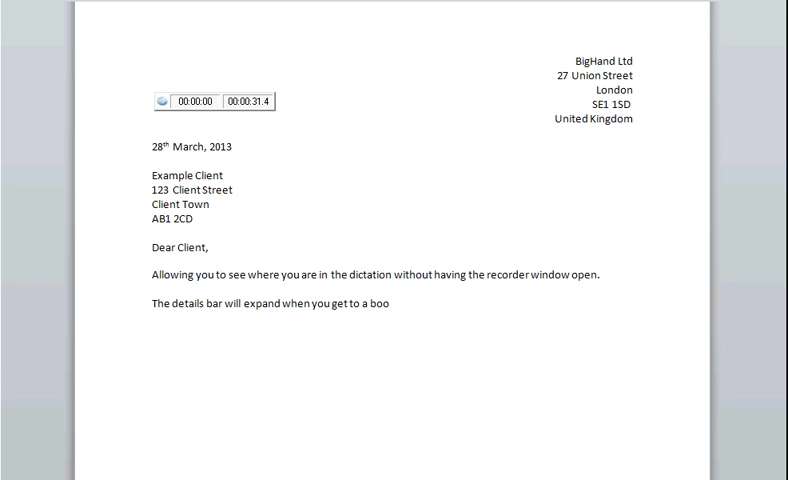 BigHand Ltd
27 Union Street
London
SE1 1SD
United Kingdom
00:00:00 00:00:31.4
28th March, 2013
Example Client
123 Client Street
Client Town
AB1 2CD
Dear Client,
Allowing you to see where you are in the dictation without having the recorder window open.
The details bar will expand when you get to a boo